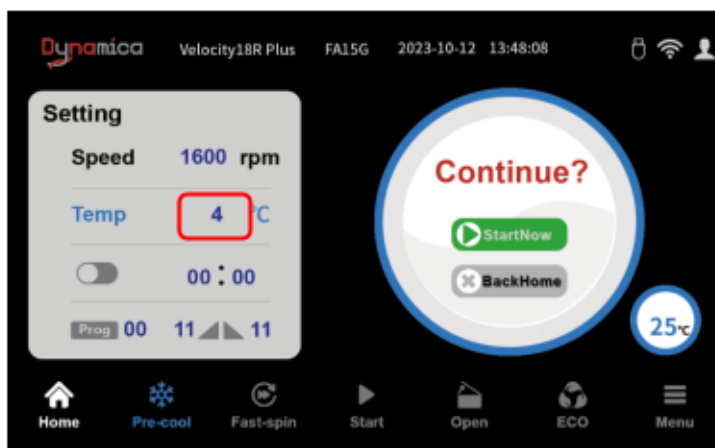 Dynamica Velocity18R Plus FA15G 2023-10-12 13:48:08
Setting
Speed 1600 rpm
Temp 4 °C
00 : 00
Prog 00 11 11
Continue?
StartNow
BackHome
25°C
Home Pre-cool Fast-spin Start Open ECO Menu